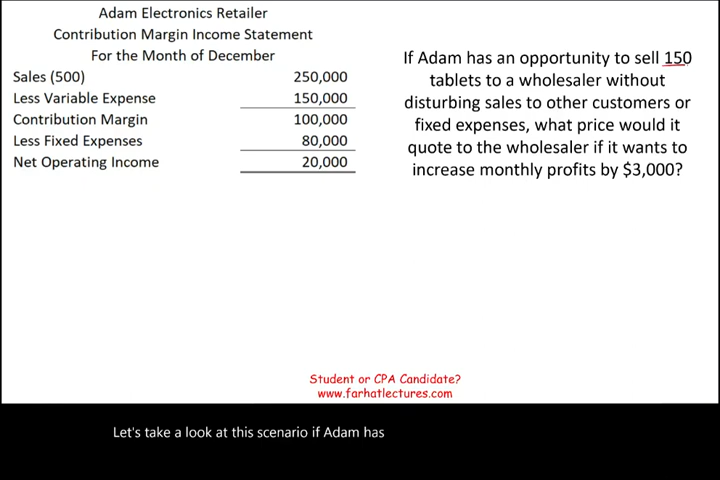 Adam Electronics Retailer
Contribution Margin Income Statement
For the Month of December
Sales (500) 250,000
Less Variable Expense 150,000
Contribution Margin 100,000
Less Fixed Expenses 80,000
Net Operating Income 20,000
If Adam has an opportunity to sell 150
tablets to a wholesaler without
disturbing sales to other customers or
fixed expenses, what price would it
quote to the wholesaler if it wants to
increase monthly profits by $3,000?
Student or CPA Candidate?
www.farhatlectures.com
Let's take a look at this scenario if Adam has